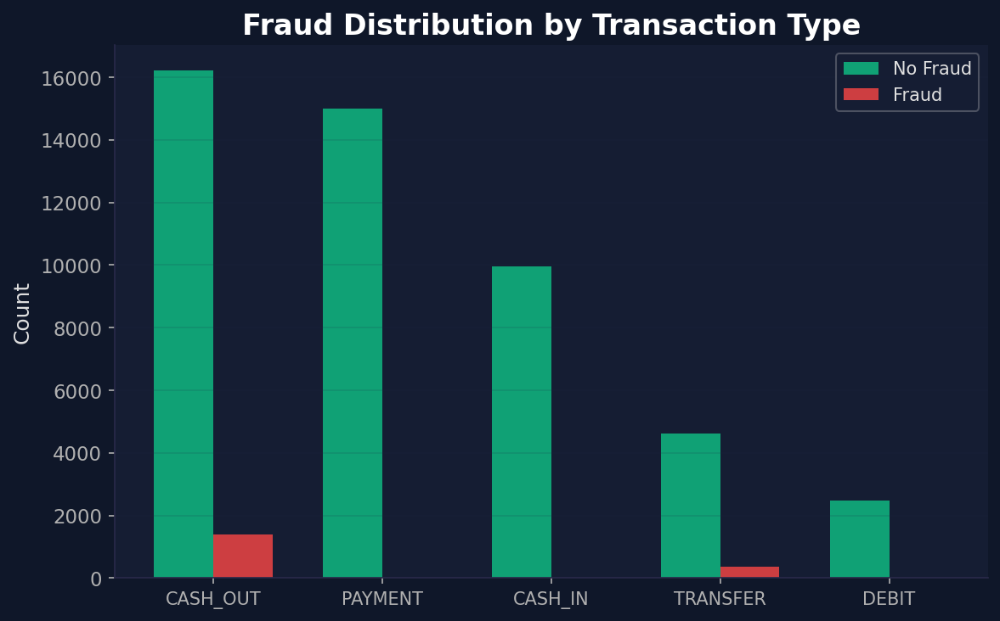 Fraud Distribution by Transaction Type
No Fraud
Fraud
Count
16000
14000
12000
10000
8000
6000
4000
2000
0
CASH_OUT PAYMENT CASH_IN TRANSFER DEBIT